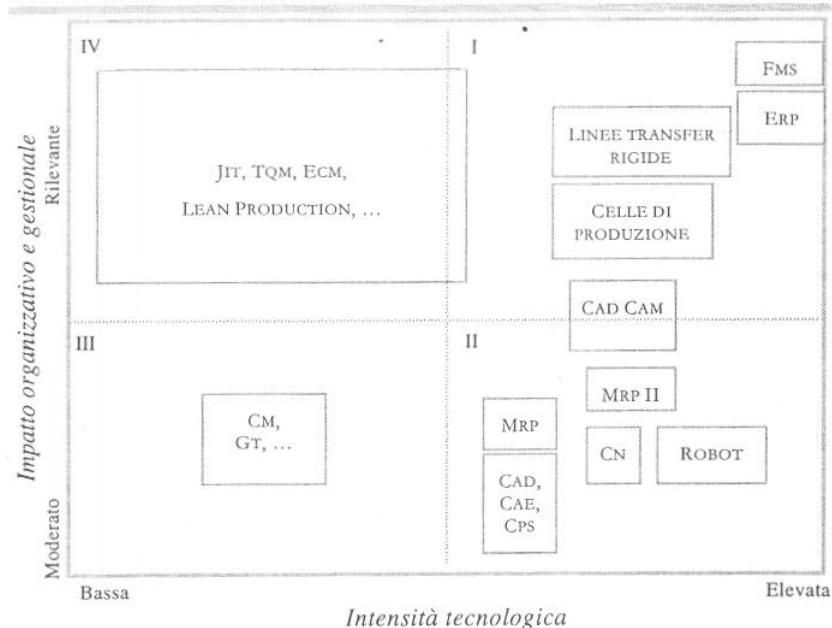 IV
I
FMS
ERP
LINEE TRANSFER
RIGIDE
JIT, TQM, ECM,
LEAN PRODUCTION, …
CELLE DI
PRODUZIONE
CAD CAM
III
II
MRP II
MRP
CM,
GT, …
CN
ROBOT
CAD,
CAE,
CPS
Impatto organizzativo e gestionale
Rilevante
Moderato
Bassa
Elevata
Intensità tecnologica